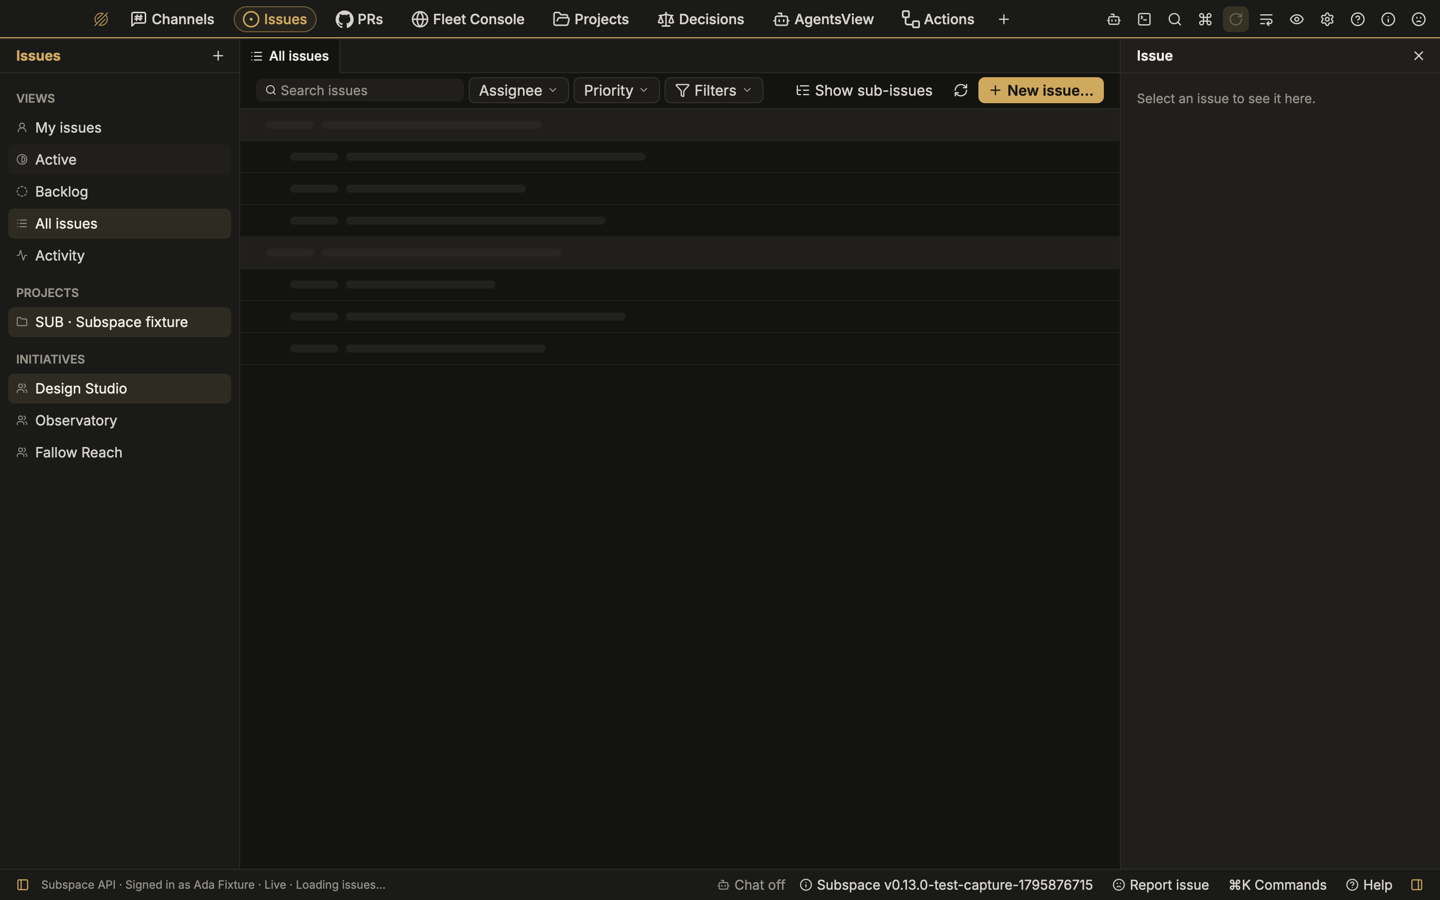 Channels Issues PRs Fleet Console Projects Decisions AgentsView Actions
Issues
VIEWS
My issues
Active
Backlog
All issues
Activity
PROJECTS
SUB · Subspace fixture
INITIATIVES
Design Studio
Observatory
Fallow Reach
All issues
Search issues Assignee Priority Filters Show sub-issues + New issue...
Issue
Select an issue to see it here.
Subspace API · Signed in as Ada Fixture · Live · Loading issues... Chat off Subspace v0.13.0-test-capture-1795876715 Report issue ⌘K Commands Help